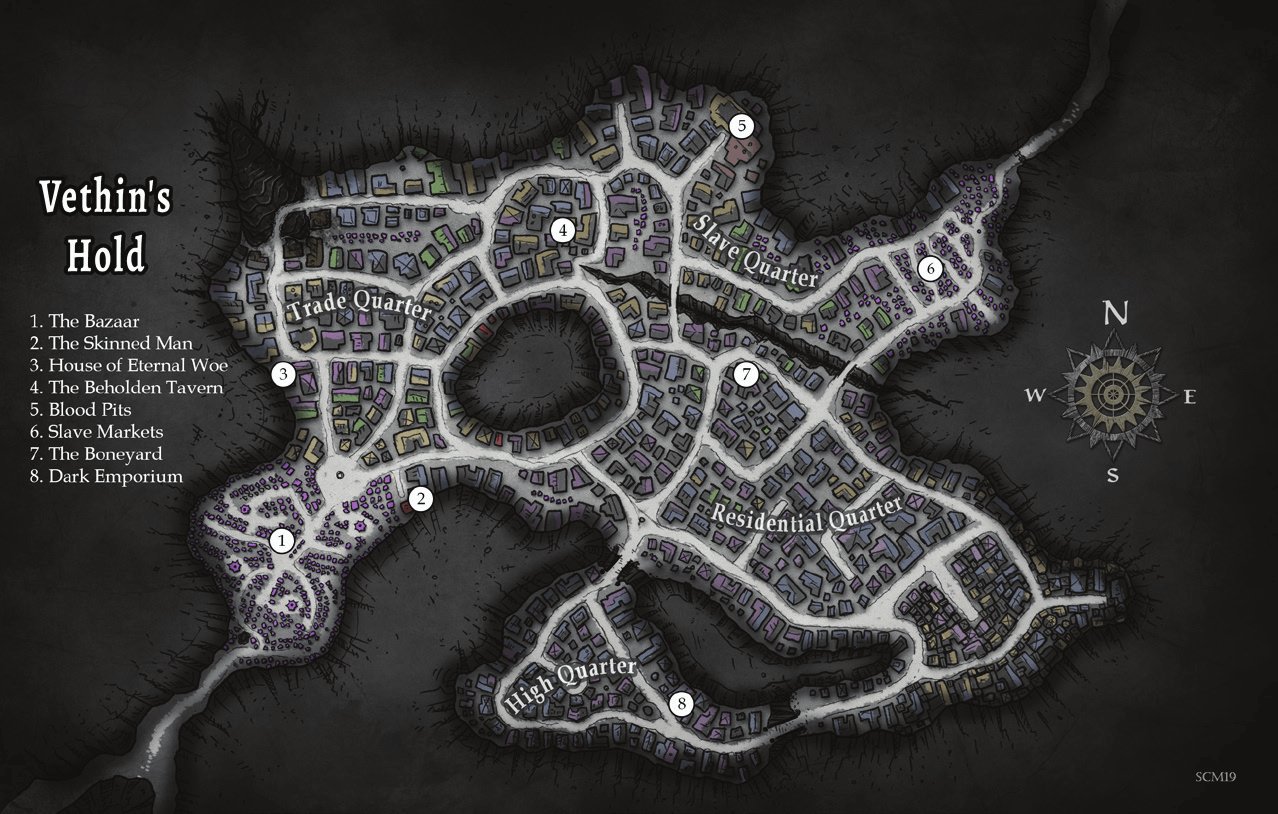 Vethin's
Hold
1. The Bazaar
2. The Skinned Man
3. House of Eternal Woe
4. The Beholden Tavern
5. Blood Pits
6. Slave Markets
7. The Boneyard
8. Dark Emporium
5
4
Slave Quarter
6
Trade Quarter
3
7
2
Residential Quarter
1
High Quarter
8
N
W
E
S
SCM19